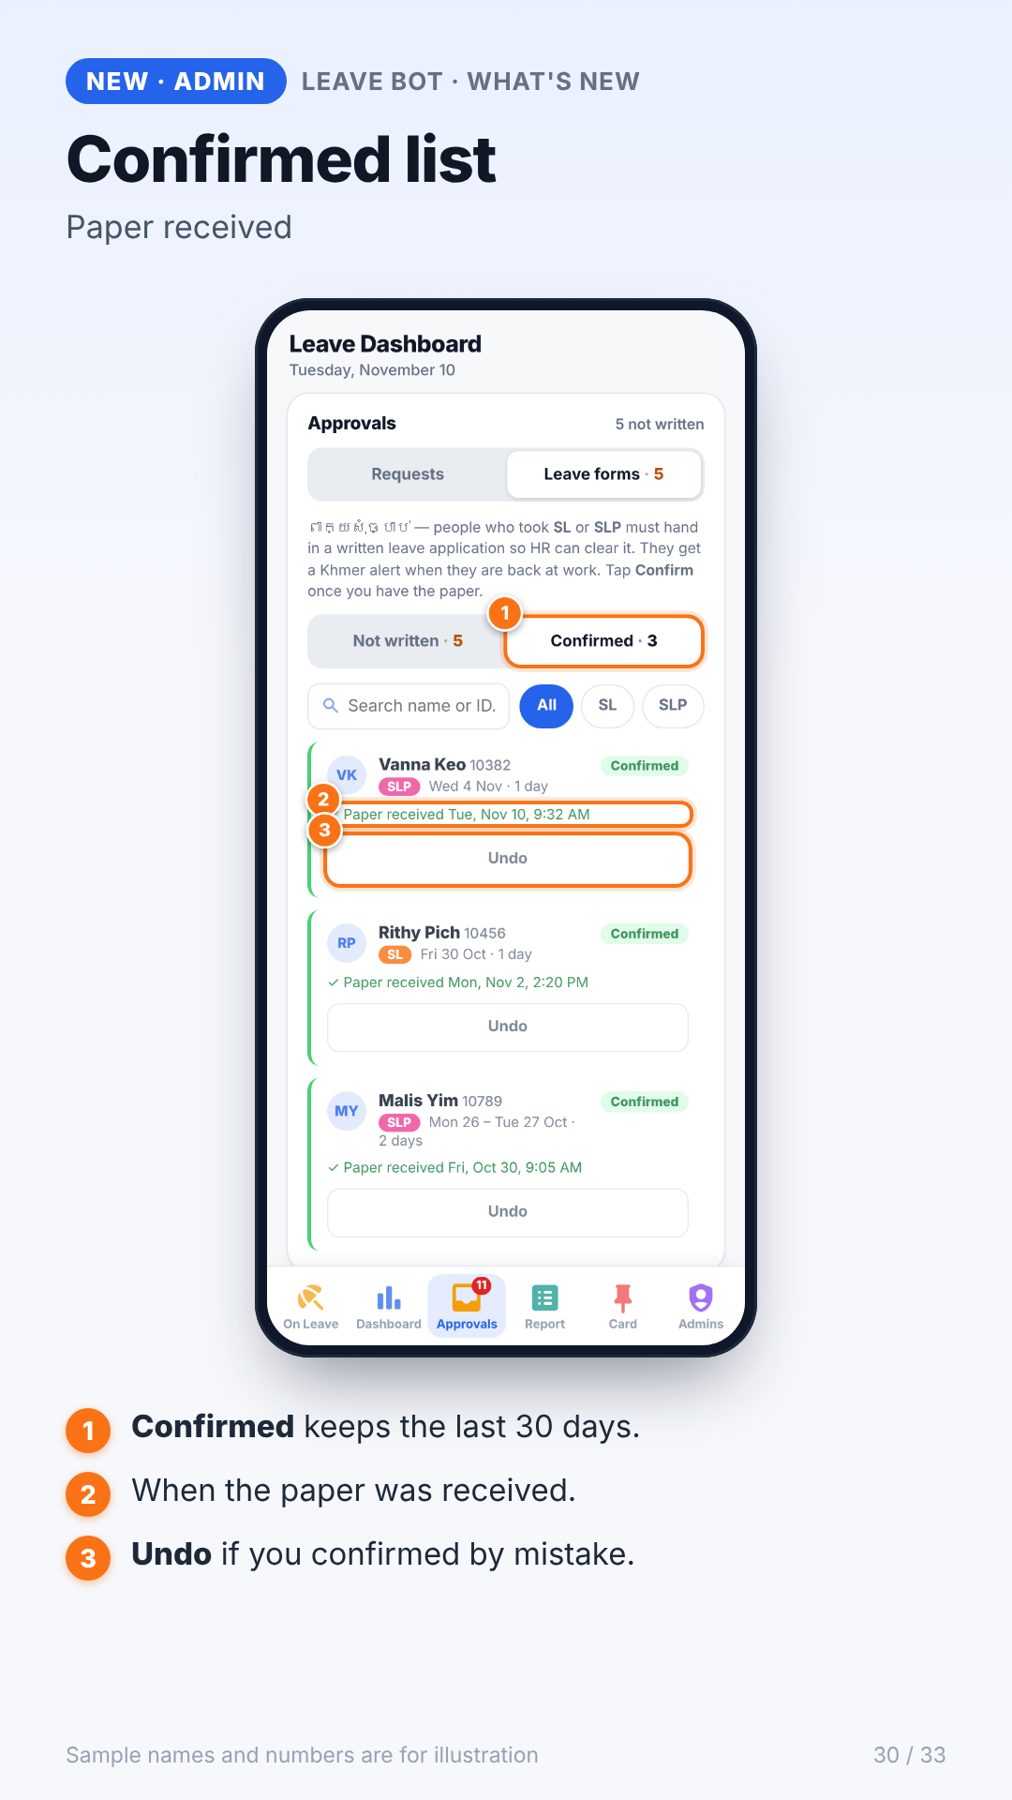 NEW · ADMIN LEAVE BOT · WHAT'S NEW
Confirmed list
Paper received
Leave Dashboard
Tuesday, November 10
Approvals 5 not written
Requests Leave forms · 5
ពាក្យសុំច្បាប់ — people who took SL or SLP must hand
in a written leave application so HR can clear it. They get
a Khmer alert when they are back at work. Tap Confirm
once you have the paper.
1
Not written · 5 Confirmed · 3
Search name or ID. All SL SLP
VK Vanna Keo 10382 Confirmed
SLP Wed 4 Nov · 1 day
2 Paper received Tue, Nov 10, 9:32 AM
3
Undo
RP Rithy Pich 10456 Confirmed
SL Fri 30 Oct · 1 day
✓ Paper received Mon, Nov 2, 2:20 PM
Undo
MY Malis Yim 10789 Confirmed
SLP Mon 26 – Tue 27 Oct ·
2 days
✓ Paper received Fri, Oct 30, 9:05 AM
Undo
11
On Leave Dashboard Approvals Report Card Admins
1 Confirmed keeps the last 30 days.
2 When the paper was received.
3 Undo if you confirmed by mistake.
Sample names and numbers are for illustration 30 / 33